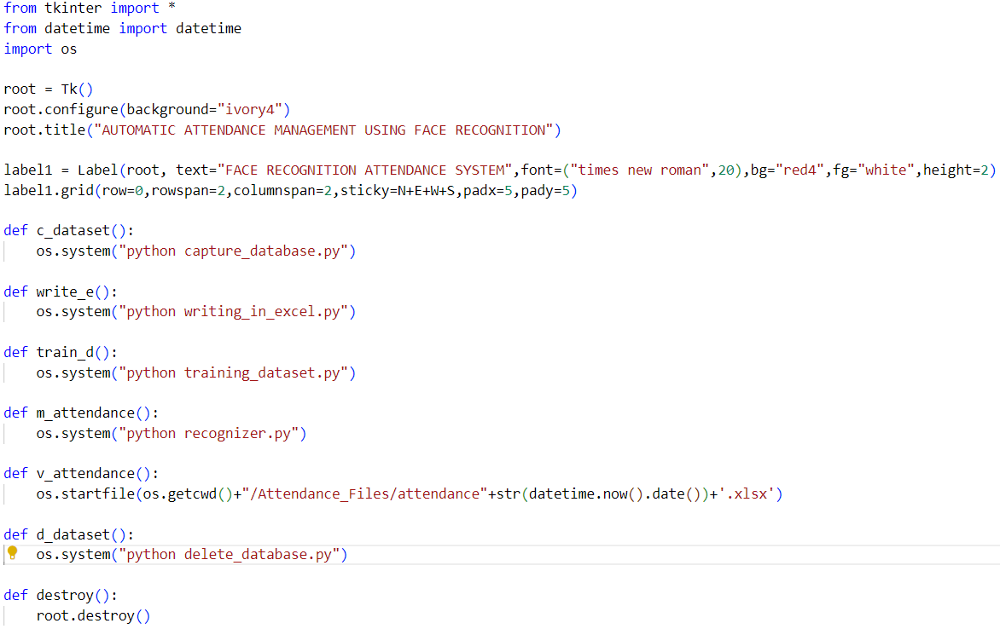 from tkinter import *
from datetime import datetime
import os
root = Tk()
root.configure(background="ivory4")
root.title("AUTOMATIC ATTENDANCE MANAGEMENT USING FACE RECOGNITION")
label1 = Label(root, text="FACE RECOGNITION ATTENDANCE SYSTEM",font=("times new roman",20),bg="red4",fg="white",height=2)
label1.grid(row=0,rowspan=2,columnspan=2,sticky=N+E+W+S,padx=5,pady=5)
def c_dataset():
    os.system("python capture_database.py")
def write_e():
    os.system("python writing_in_excel.py")
def train_d():
    os.system("python training_dataset.py")
def m_attendance():
    os.system("python recognizer.py")
def v_attendance():
    os.startfile(os.getcwd()+"/Attendance_Files/attendance"+str(datetime.now().date())+'.xlsx')
def d_dataset():
    os.system("python delete_database.py")
def destroy():
    root.destroy()